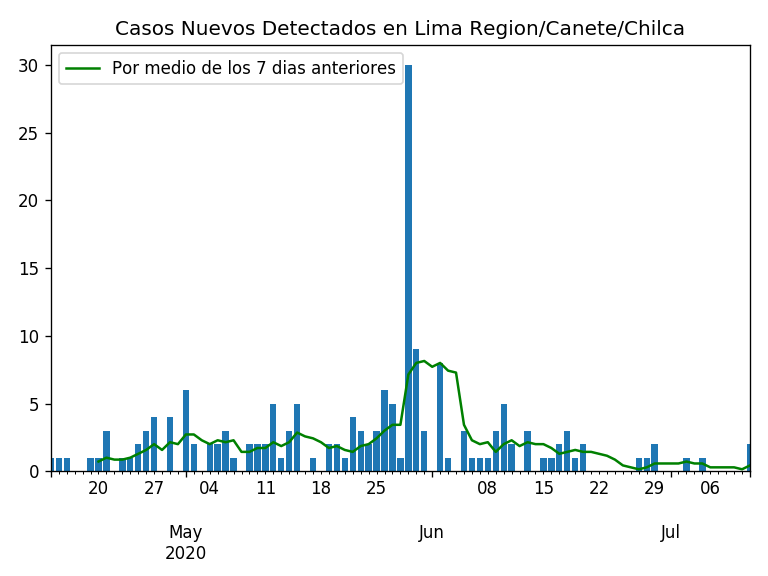 Casos Nuevos Detectados en Lima Region/Canete/Chilca
Por medio de los 7 dias anteriores
30
25
20
15
10
5
0
20 27 04 11 18 25 08 15 22 29 06
May Jun Jul
2020